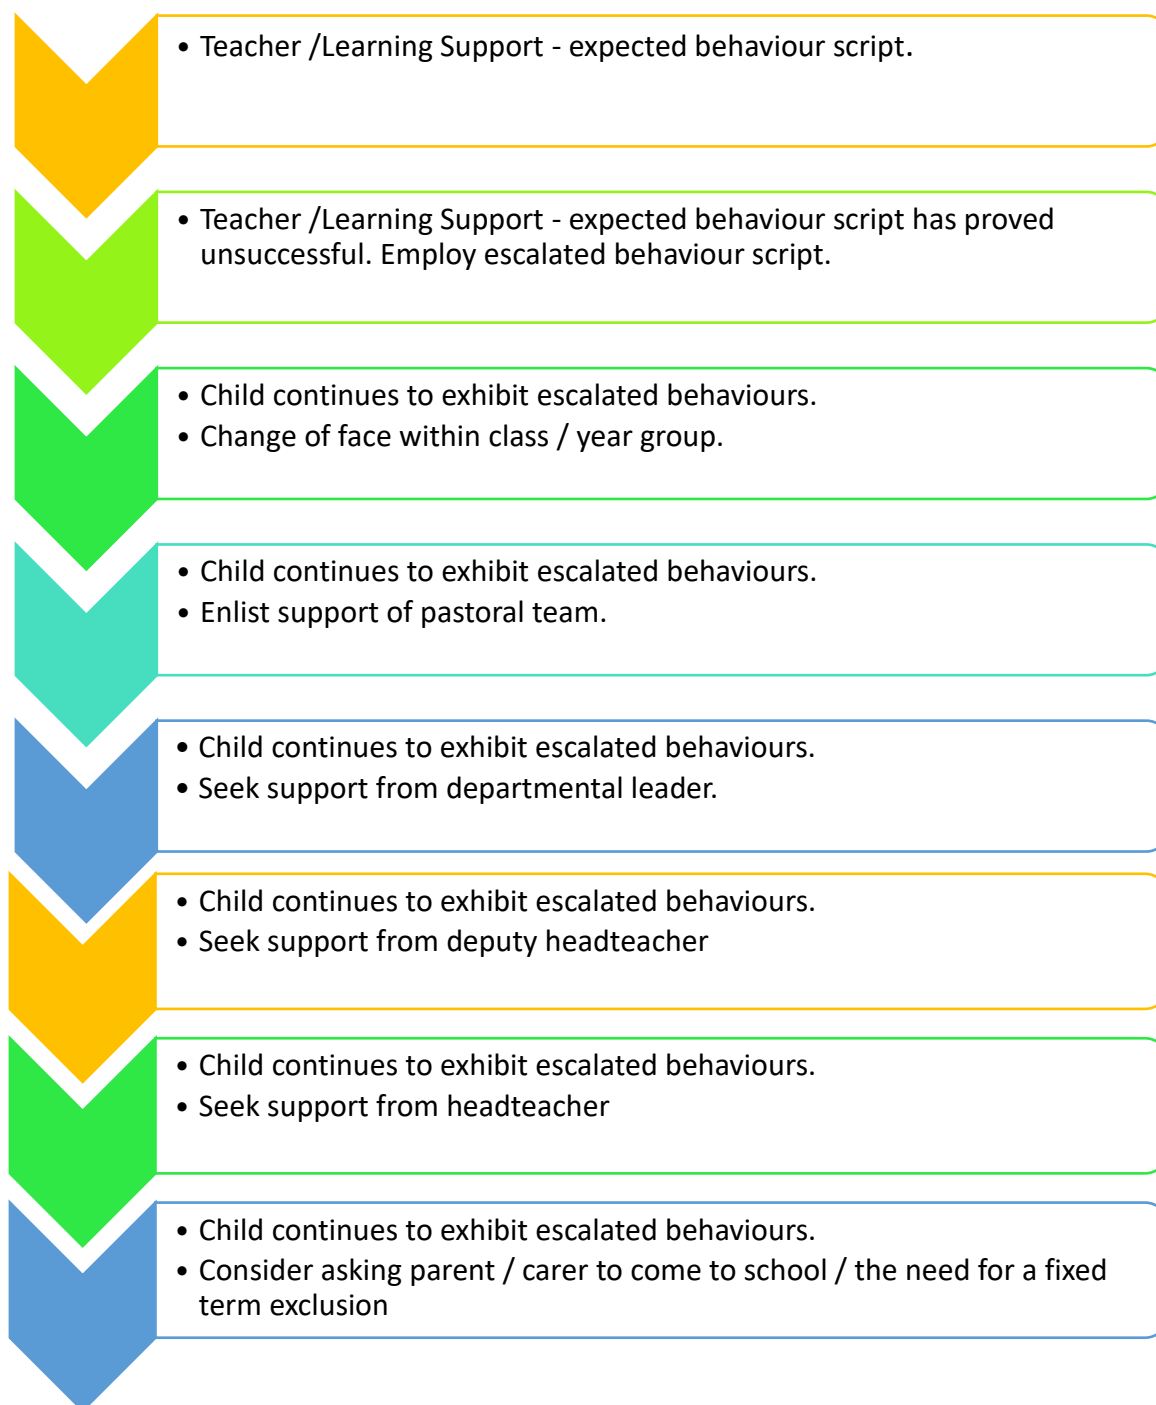 • Teacher /Learning Support - expected behaviour script.
• Teacher /Learning Support - expected behaviour script has proved
unsuccessful. Employ escalated behaviour script.
• Child continues to exhibit escalated behaviours.
• Change of face within class / year group.
• Child continues to exhibit escalated behaviours.
• Enlist support of pastoral team.
• Child continues to exhibit escalated behaviours.
• Seek support from departmental leader.
• Child continues to exhibit escalated behaviours.
• Seek support from deputy headteacher
• Child continues to exhibit escalated behaviours.
• Seek support from headteacher
• Child continues to exhibit escalated behaviours.
• Consider asking parent / carer to come to school / the need for a fixed
term exclusion